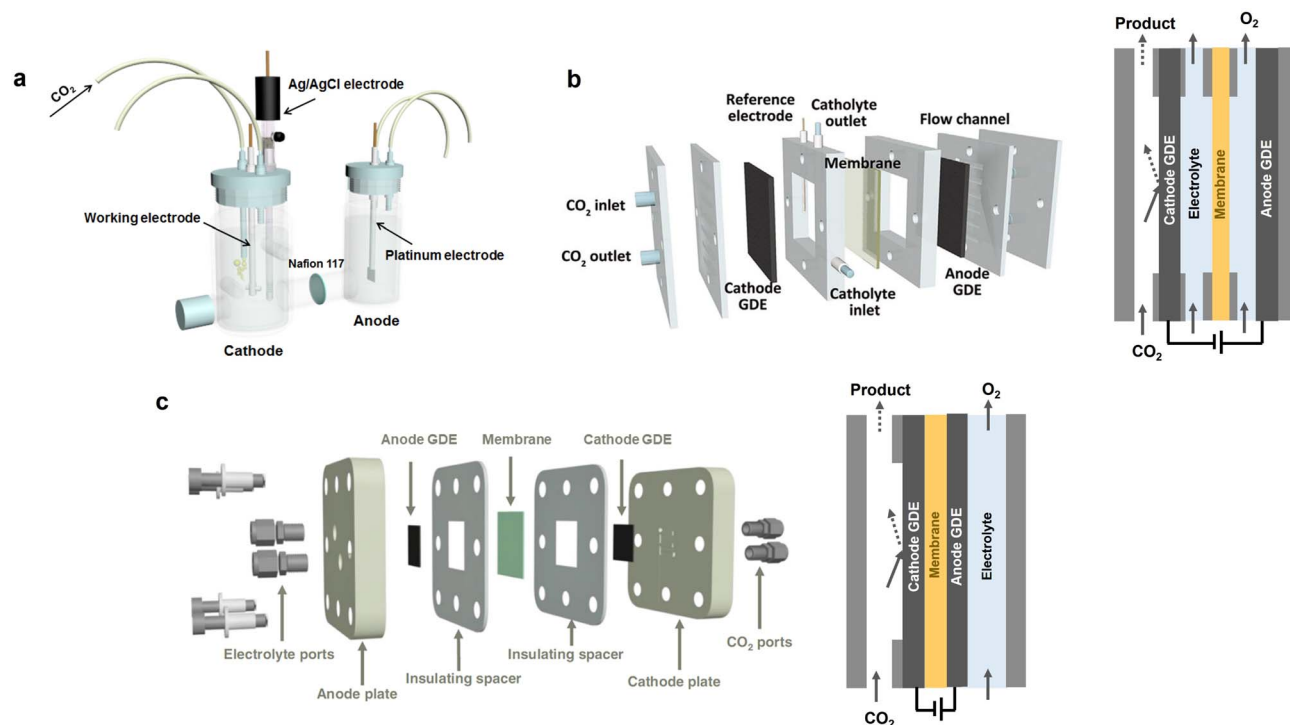 a
CO₂
Ag/AgCl electrode
Working electrode
Platinum electrode
Nafion 117
Cathode
Anode
b
Reference
electrode
Catholyte
outlet
Flow channel
Membrane
CO₂ inlet
CO₂ outlet
Cathode
GDE
Catholyte
inlet
Anode
GDE
Product
O₂
Cathode GDE
Electrolyte
Membrane
Anode GDE
CO₂
c
Anode GDE
Membrane
Cathode GDE
Electrolyte ports
Anode plate
Insulating spacer
Insulating spacer
Cathode plate
CO₂ ports
Product
O₂
Cathode GDE
Membrane
Anode GDE
Electrolyte
CO₂